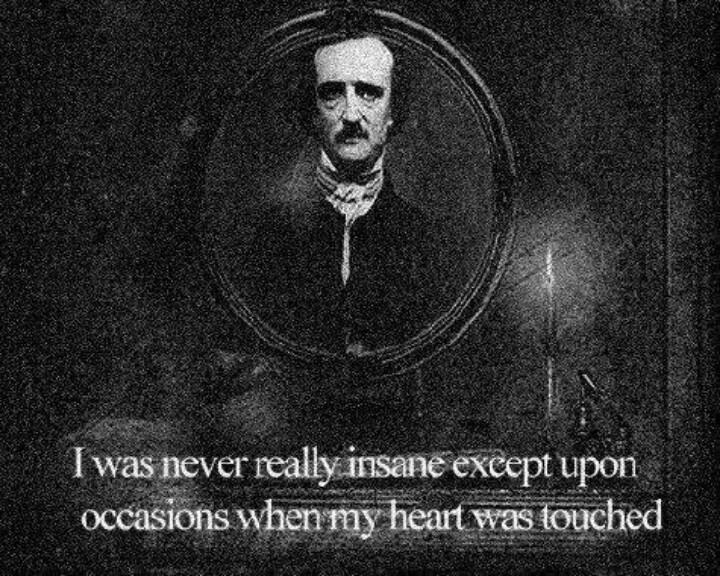 I was never really insane except upon
occasions when my heart was touched